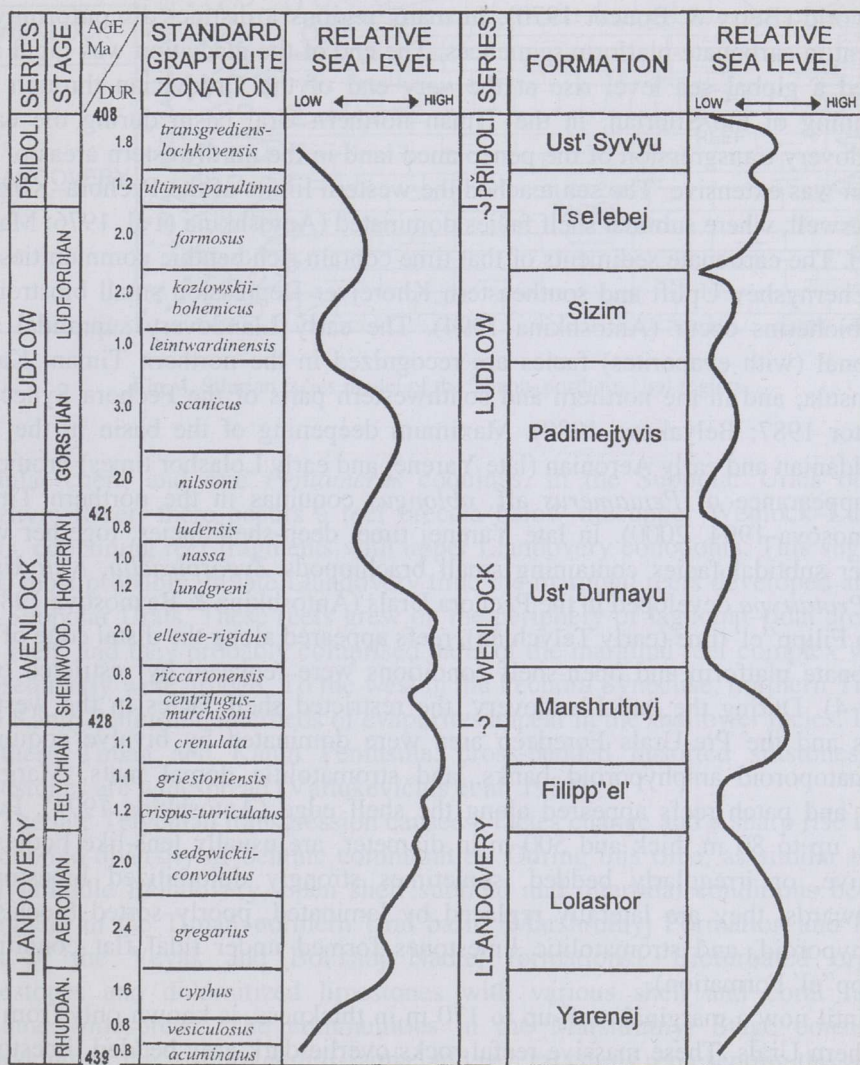 SERIES
STAGE
AGE
Ma
DUR.
STANDARD
GRAPTOLITE
ZONATION
RELATIVE
SEA LEVEL
LOW HIGH
SERIES
FORMATION
RELATIVE
SEA LEVEL
LOW HIGH
PŘIDOLI
LUDLOW
WENLOCK
LLANDOVERY
LUDFORDIAN
GORSTIAN
HOMERIAN
SHEINWOOD.
TELYCHIAN
AERONIAN
RHUDDAN.
408
1.8 transgrediens-
lochkovensis
1.2 ultimus-parultimus
2.0 formosus
2.0 kozlowskii-
bohemicus
1.0 leintwardinensis
3.0 scanicus
2.0 nilssoni
421
0.8 ludensis
1.0 nassa
1.2 lundgreni
2.0 ellesae-rigidus
0.8 riccartonensis
1.2 centrifugus-
murchisoni
428
1.1 crenulata
1.1 griestoniensis
1.2 crispus-turriculatus
2.0 sedgwickii-
convolutus
2.4 gregarius
1.6 cyphus
0.8 vesiculosus
0.8 acuminatus
439
PŘIDOLI
?
LUDLOW
WENLOCK
?
LLANDOVERY
Ust' Syv'yu
Tselebej
Sizim
Padimejtyvis
Ust' Durnayu
Marshrutnyj
Filipp"el'
Lolashor
Yarenej